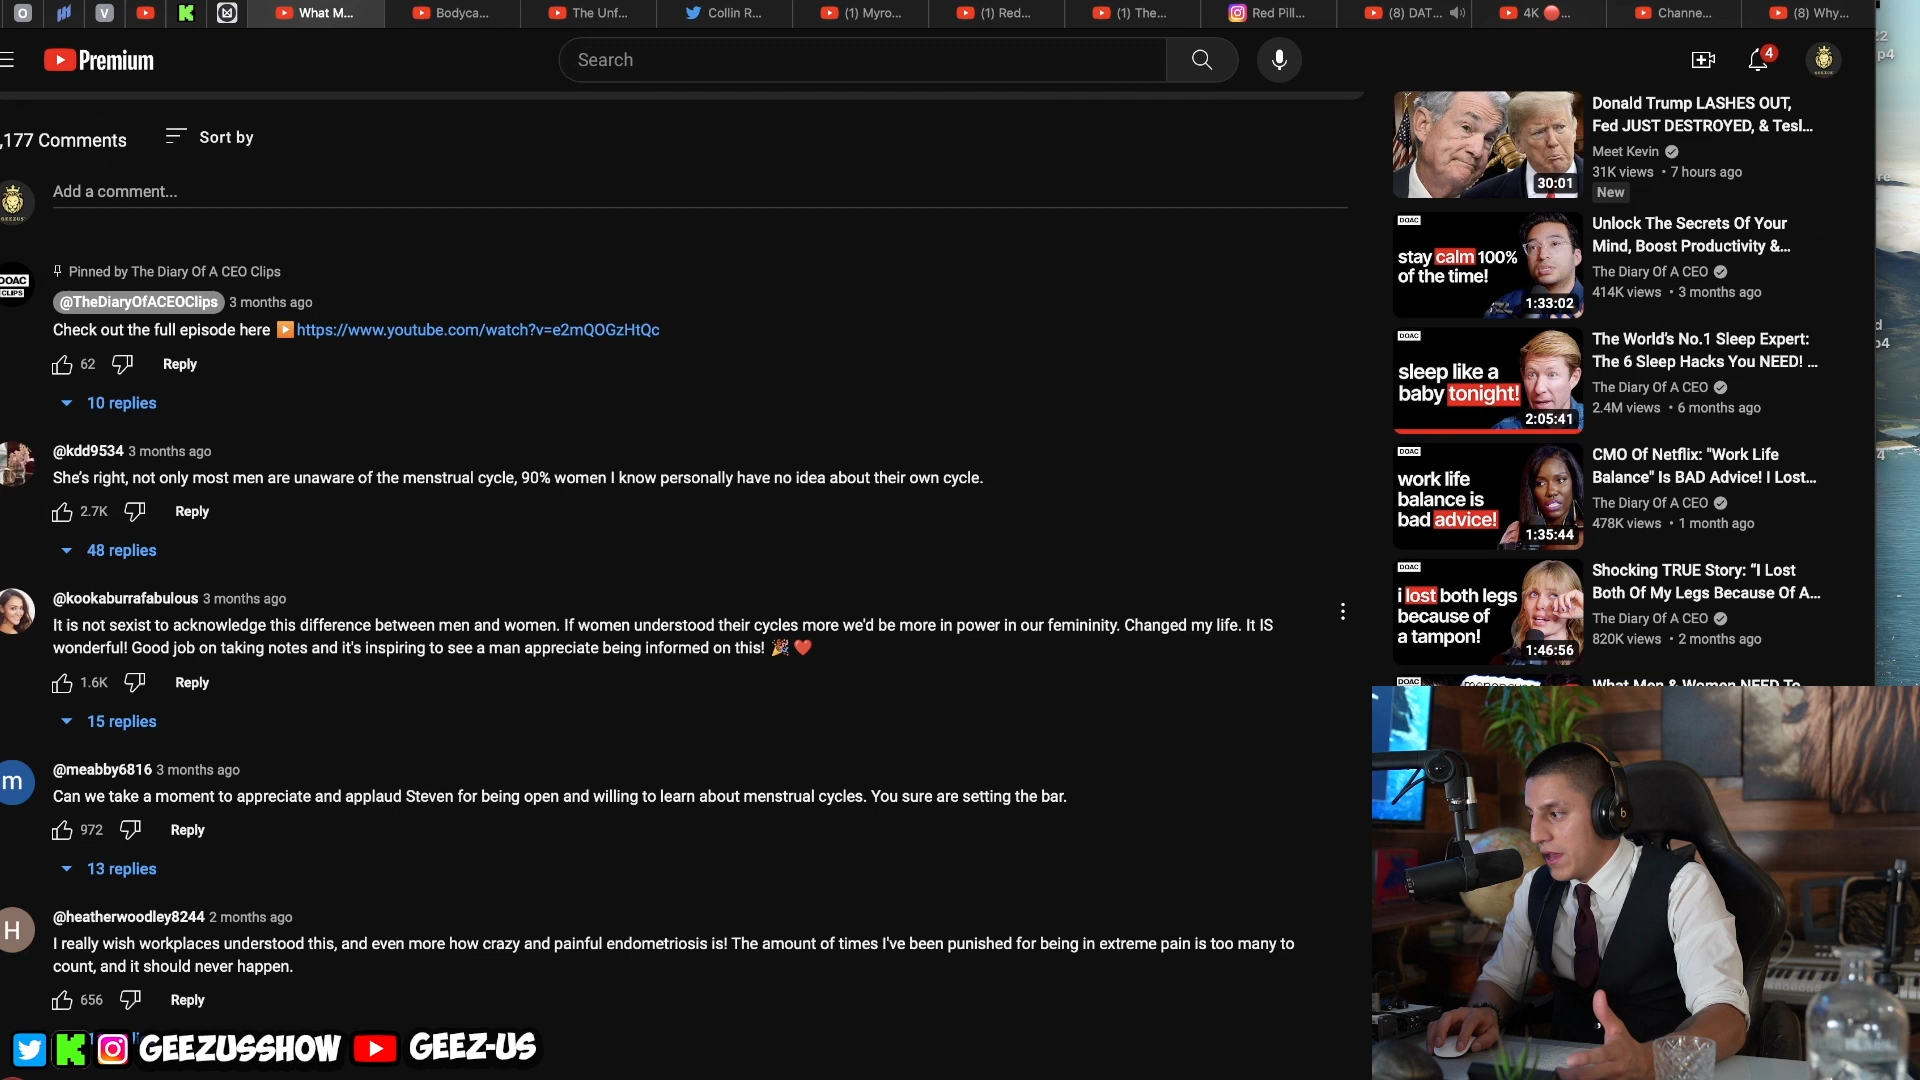 What M...
Bodyca...
The Unf...
Collin R...
(1) Myro...
(1) Red...
(1) The...
Red Pill...
(8) DAT...
4K 🔴...
Channe...
(8) Why...
Premium
Search
4
,177 Comments
Sort by
Add a comment...
GEEZUS
Pinned by The Diary Of A CEO Clips
DOAC
CLIPS
@TheDiaryOfACEOClips 3 months ago
Check out the full episode here ▶️https://www.youtube.com/watch?v=e2mQOGzHtQc
62 Reply
10 replies
@kdd9534 3 months ago
She's right, not only most men are unaware of the menstrual cycle, 90% women I know personally have no idea about their own cycle.
2.7K Reply
48 replies
@kookaburrafabulous 3 months ago
It is not sexist to acknowledge this difference between men and women. If women understood their cycles more we'd be more in power in our femininity. Changed my life. It IS
wonderful! Good job on taking notes and it's inspiring to see a man appreciate being informed on this! 🎉 ❤️
1.6K Reply
15 replies
m
@meabby6816 3 months ago
Can we take a moment to appreciate and applaud Steven for being open and willing to learn about menstrual cycles. You sure are setting the bar.
972 Reply
13 replies
H
@heatherwoodley8244 2 months ago
I really wish workplaces understood this, and even more how crazy and painful endometriosis is! The amount of times I've been punished for being in extreme pain is too many to
count, and it should never happen.
656 Reply
GEEZUSSHOW GEEZ-US
30:01
Donald Trump LASHES OUT,
Fed JUST DESTROYED, & Tesl...
Meet Kevin
31K views • 7 hours ago
New
DOAC
stay calm 100%
of the time!
1:33:02
Unlock The Secrets Of Your
Mind, Boost Productivity &...
The Diary Of A CEO
414K views • 3 months ago
DOAC
sleep like a
baby tonight!
2:05:41
The World's No.1 Sleep Expert:
The 6 Sleep Hacks You NEED! ...
The Diary Of A CEO
2.4M views • 6 months ago
DOAC
work life
balance is
bad advice!
1:35:44
CMO Of Netflix: "Work Life
Balance" Is BAD Advice! I Lost...
The Diary Of A CEO
478K views • 1 month ago
DOAC
i lost both legs
because of
a tampon!
1:46:56
Shocking TRUE Story: "I Lost
Both Of My Legs Because Of A...
The Diary Of A CEO
820K views • 2 months ago
DOAC
What Men & Women NEED To